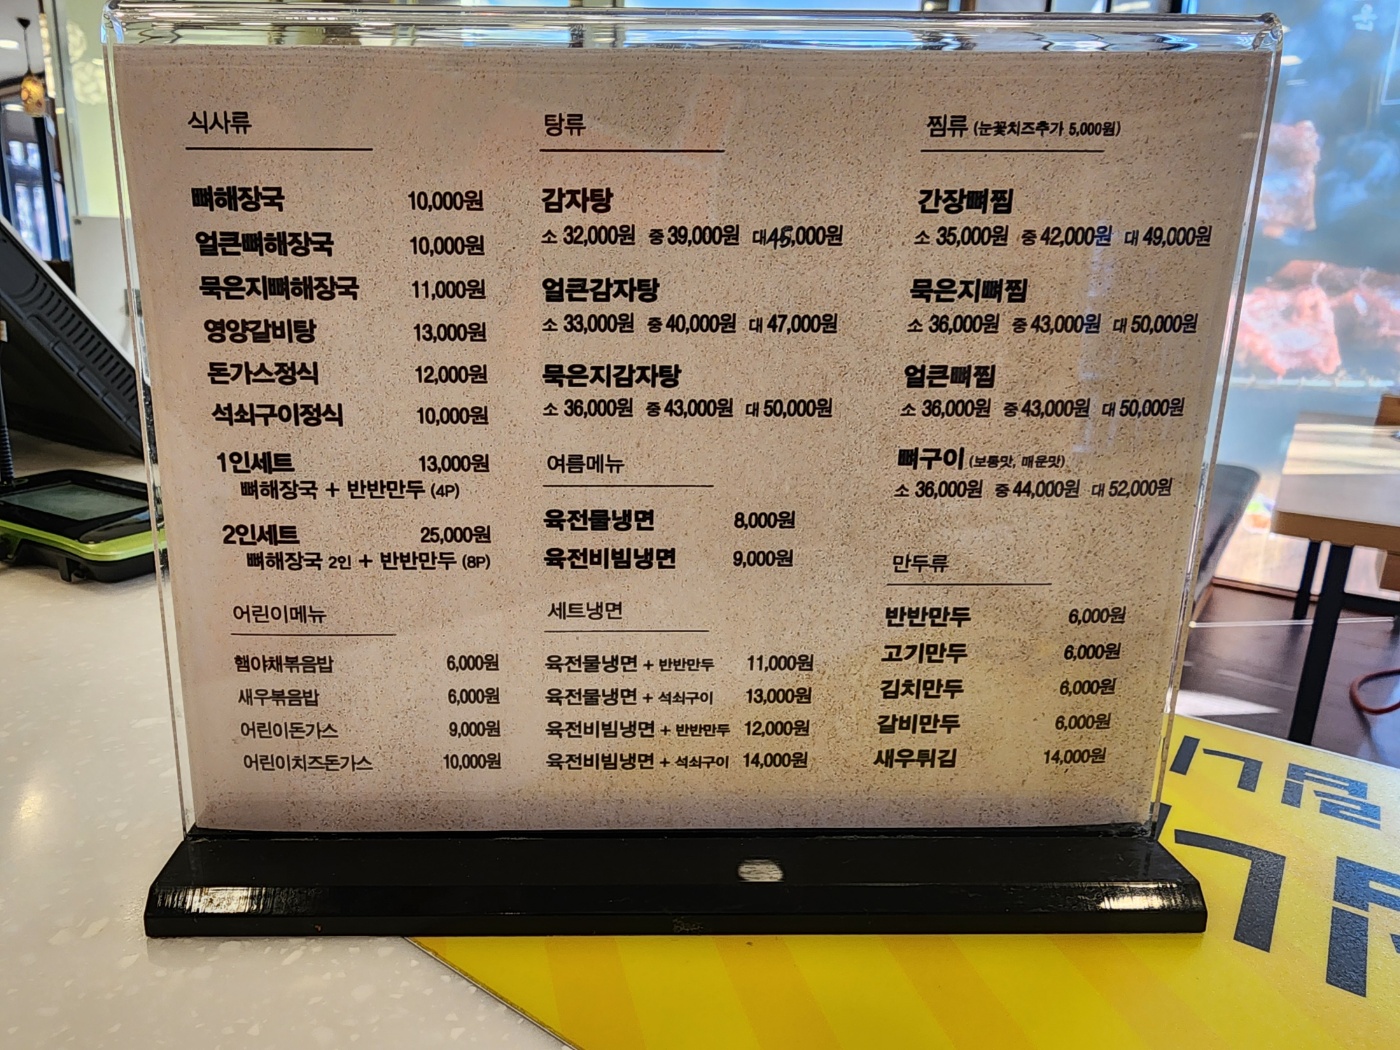 식사류
뼈해장국 10,000원
얼큰뼈해장국 10,000원
묵은지뼈해장국 11,000원
영양갈비탕 13,000원
돈가스정식 12,000원
석쇠구이정식 10,000원
1인세트 13,000원
뼈해장국 + 반반만두 (4P)
2인세트 25,000원
뼈해장국 2인 + 반반만두 (8P)
어린이메뉴
햄야채볶음밥 6,000원
새우볶음밥 6,000원
어린이돈가스 9,000원
어린이치즈돈가스 10,000원
탕류
감자탕
소 32,000원 중 39,000원 대 45,000원
얼큰감자탕
소 33,000원 중 40,000원 대 47,000원
묵은지감자탕
소 36,000원 중 43,000원 대 50,000원
여름메뉴
육전물냉면 8,000원
육전비빔냉면 9,000원
세트냉면
육전물냉면 + 반반만두 11,000원
육전물냉면 + 석쇠구이 13,000원
육전비빔냉면 + 반반만두 12,000원
육전비빔냉면 + 석쇠구이 14,000원
찜류 (눈꽃치즈추가 5,000원)
간장뼈찜
소 35,000원 중 42,000원 대 49,000원
묵은지뼈찜
소 36,000원 중 43,000원 대 50,000원
얼큰뼈찜
소 36,000원 중 43,000원 대 50,000원
뼈구이 (보통맛, 매운맛)
소 36,000원 중 44,000원 대 52,000원
만두류
반반만두 6,000원
고기만두 6,000원
김치만두 6,000원
갈비만두 6,000원
새우튀김 14,000원